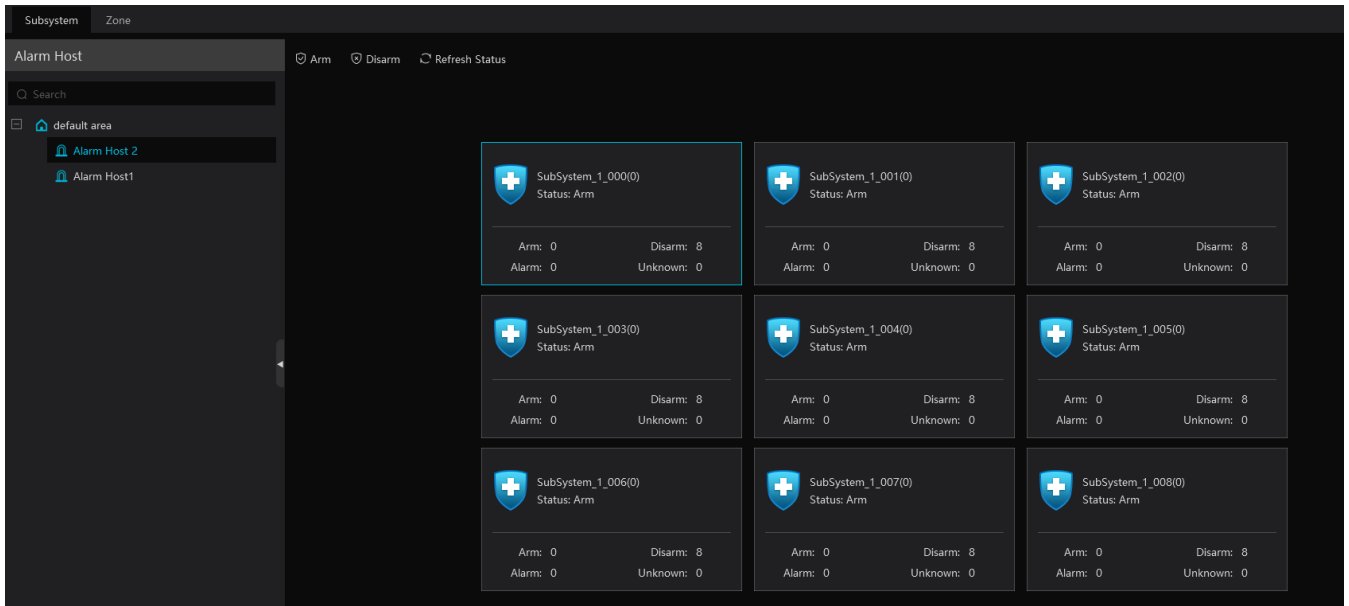 Subsystem Zone
Alarm Host
Arm Disarm Refresh Status
Search
default area
Alarm Host 2
Alarm Host1
SubSystem_1_000(0) SubSystem_1_001(0) SubSystem_1_002(0)
Status: Arm Status: Arm Status: Arm
Arm: 0 Disarm: 8 Arm: 0 Disarm: 8 Arm: 0 Disarm: 8
Alarm: 0 Unknown: 0 Alarm: 0 Unknown: 0 Alarm: 0 Unknown: 0
SubSystem_1_003(0) SubSystem_1_004(0) SubSystem_1_005(0)
Status: Arm Status: Arm Status: Arm
Arm: 0 Disarm: 8 Arm: 0 Disarm: 8 Arm: 0 Disarm: 8
Alarm: 0 Unknown: 0 Alarm: 0 Unknown: 0 Alarm: 0 Unknown: 0
SubSystem_1_006(0) SubSystem_1_007(0) SubSystem_1_008(0)
Status: Arm Status: Arm Status: Arm
Arm: 0 Disarm: 8 Arm: 0 Disarm: 8 Arm: 0 Disarm: 8
Alarm: 0 Unknown: 0 Alarm: 0 Unknown: 0 Alarm: 0 Unknown: 0